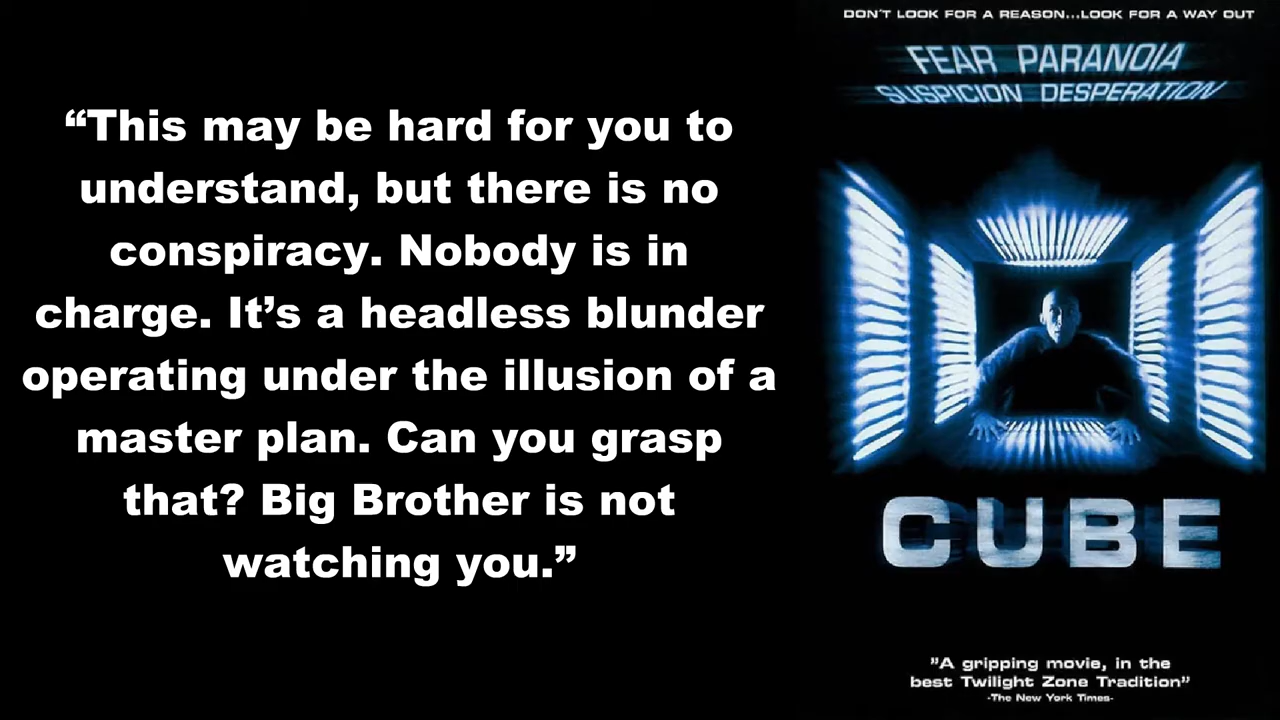 “This may be hard for you to
understand, but there is no
conspiracy. Nobody is in
charge. It’s a headless blunder
operating under the illusion of a
master plan. Can you grasp
that? Big Brother is not
watching you.”
DON'T LOOK FOR A REASON...LOOK FOR A WAY OUT
FEAR PARANOIA
SUSPICION DESPERATION
CUBE
”A gripping movie, in the
best Twilight Zone Tradition”
-The New York Times-